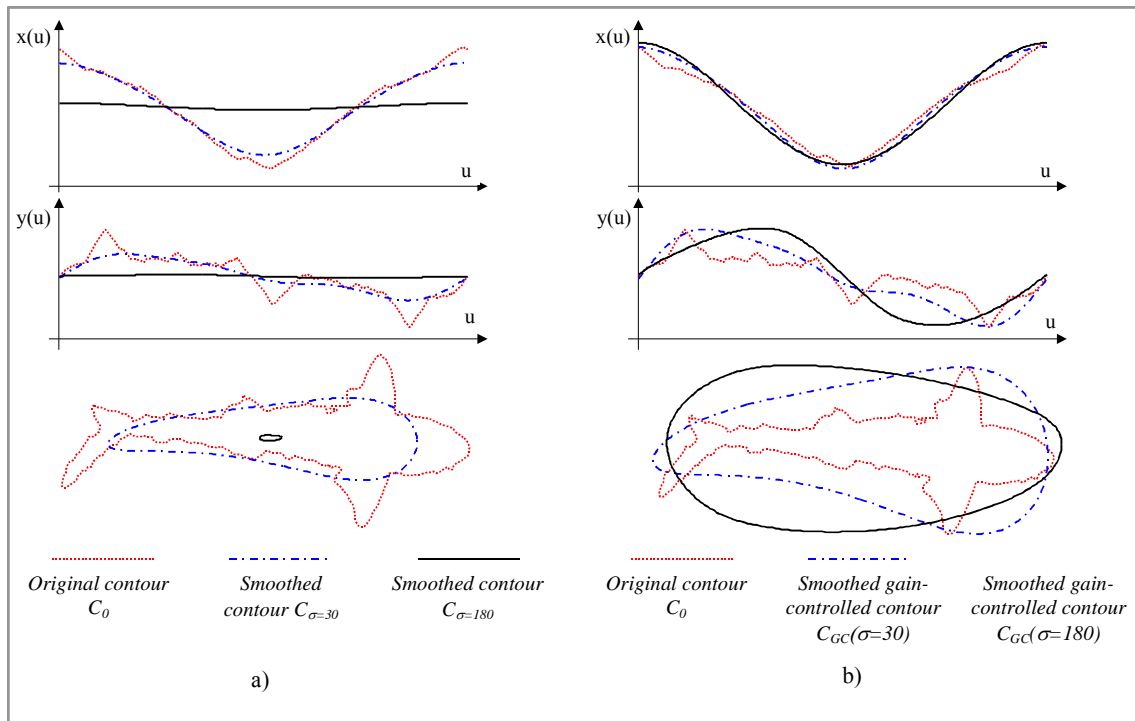 x(u)
u
y(u)
u
Original contour
C0
Smoothed
contour Cσ=30
Smoothed contour
Cσ=180
a)
x(u)
u
y(u)
u
Original contour
C0
Smoothed gain-
controlled contour
CGC(σ=30)
Smoothed gain-
controlled contour
CGC(σ=180)
b)